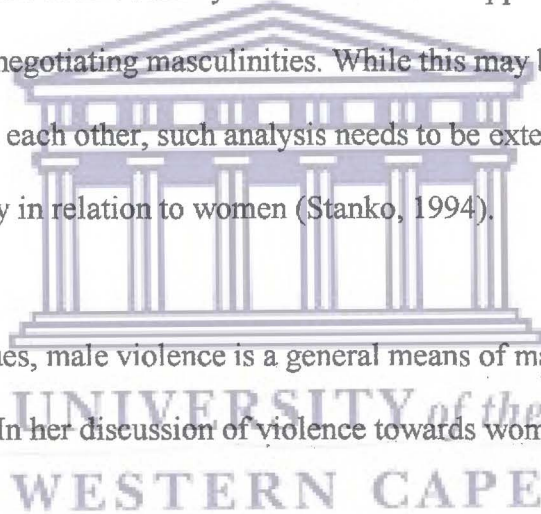 negotiating masculinities. While this may b
each other, such analysis needs to be exte
y in relation to women (Stanko, 1994).
ues, male violence is a general means of ma
UNIVERSITY of the
In her discussion of violence towards wom
WESTERN CAPE